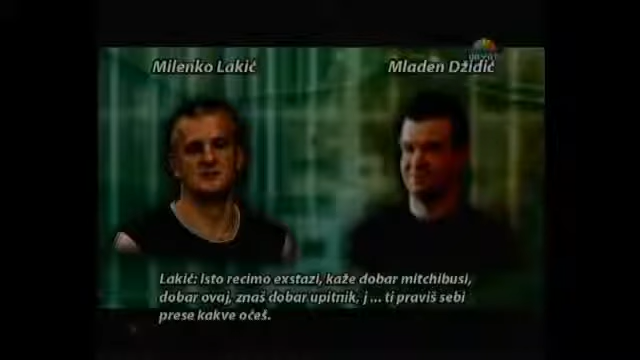 Milenko Lakić
Mladen Džidić
Lakić: Isto recimo exstazi, kaže dobar mitchibusi,
dobar ovaj, znaš dobar upitnik, j ... ti praviš sebi
prese kakve očeš.